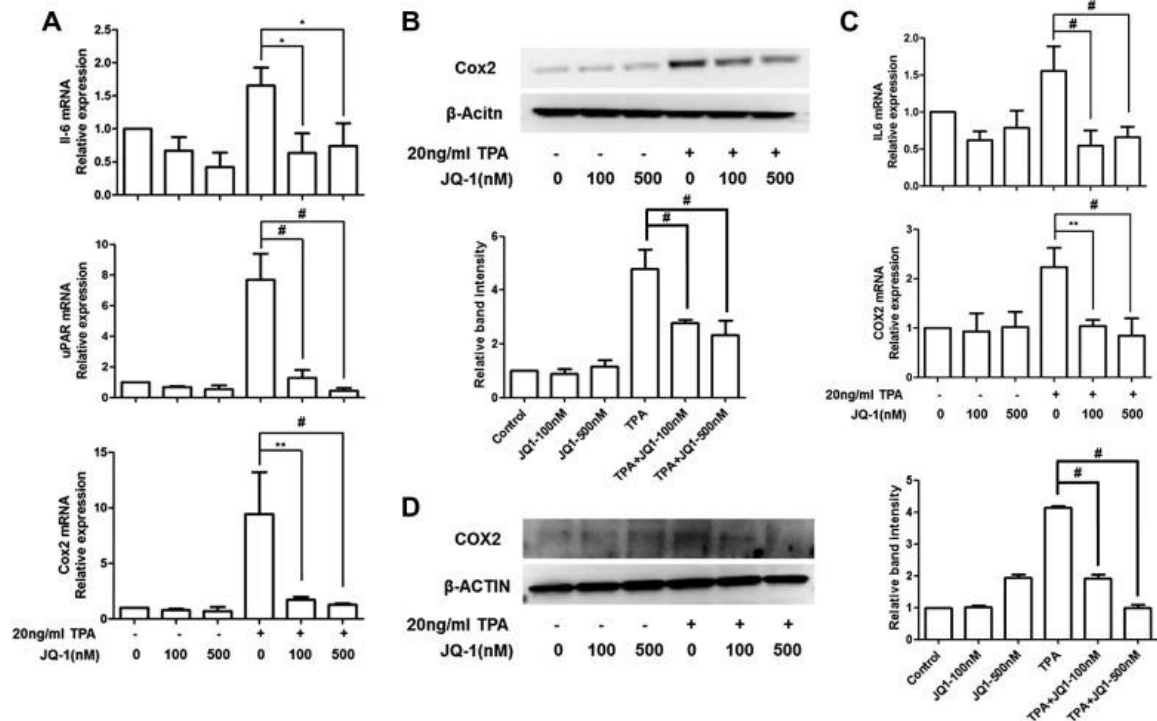 A
Il-6 mRNA
Relative expression
2.0
1.5
1.0
0.5
0.0
*
*
uPAR mRNA
Relative expression
10
8
6
4
2
0
#
#
Cox2 mRNA
Relative expression
15
10
5
0
#
**
20ng/ml TPA - - - + + +
JQ-1(nM) 0 100 500 0 100 500
B
Cox2
β-Acitn
20ng/ml TPA - - - + + +
JQ-1(nM) 0 100 500 0 100 500
Relative band intensity
6
4
2
0
#
#
Control
JQ1-100nM
JQ1-500nM
TPA
TPA+JQ1-100nM
TPA+JQ1-500nM
D
COX2
β-ACTIN
20ng/ml TPA - - - + + +
JQ-1(nM) 0 100 500 0 100 500
C
IL6 mRNA
Relative expression
2.0
1.5
1.0
0.5
0.0
#
#
COX2 mRNA
Relative expression
3
2
1
0
#
**
20ng/ml TPA - - - + + +
JQ-1(nM) 0 100 500 0 100 500
Relative band intensity
5
4
3
2
1
0
#
#
Control
JQ1-100nM
JQ1-500nM
TPA
TPA+JQ1-100nM
TPA+JQ1-500nM